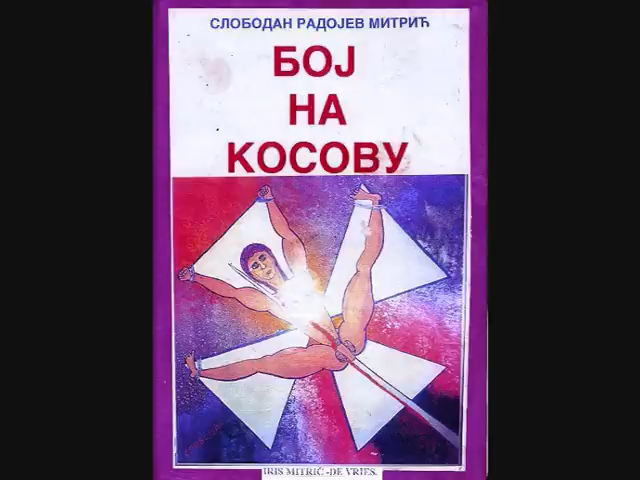 СЛОБОДАН РАДОЈЕВ МИТРИЋ
БОЈ
НА
КОСОВУ
IRIS MITRIĆ -DE VRIES.